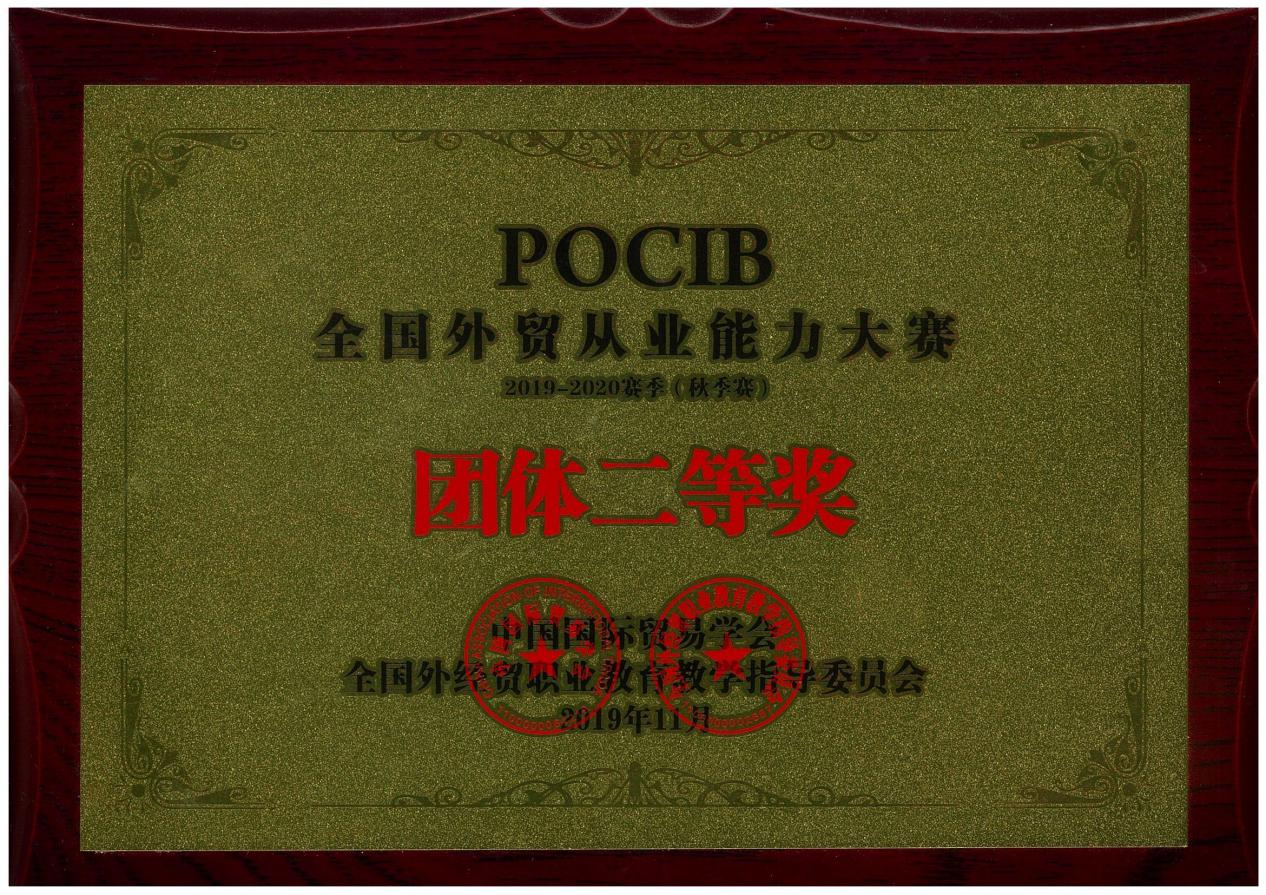 POCIB
全国外贸从业能力大赛
2019-2020赛季(秋季赛)
团体二等奖
中国国际贸易学会
全国外经贸职业教育教学指导委员会
2019年11月